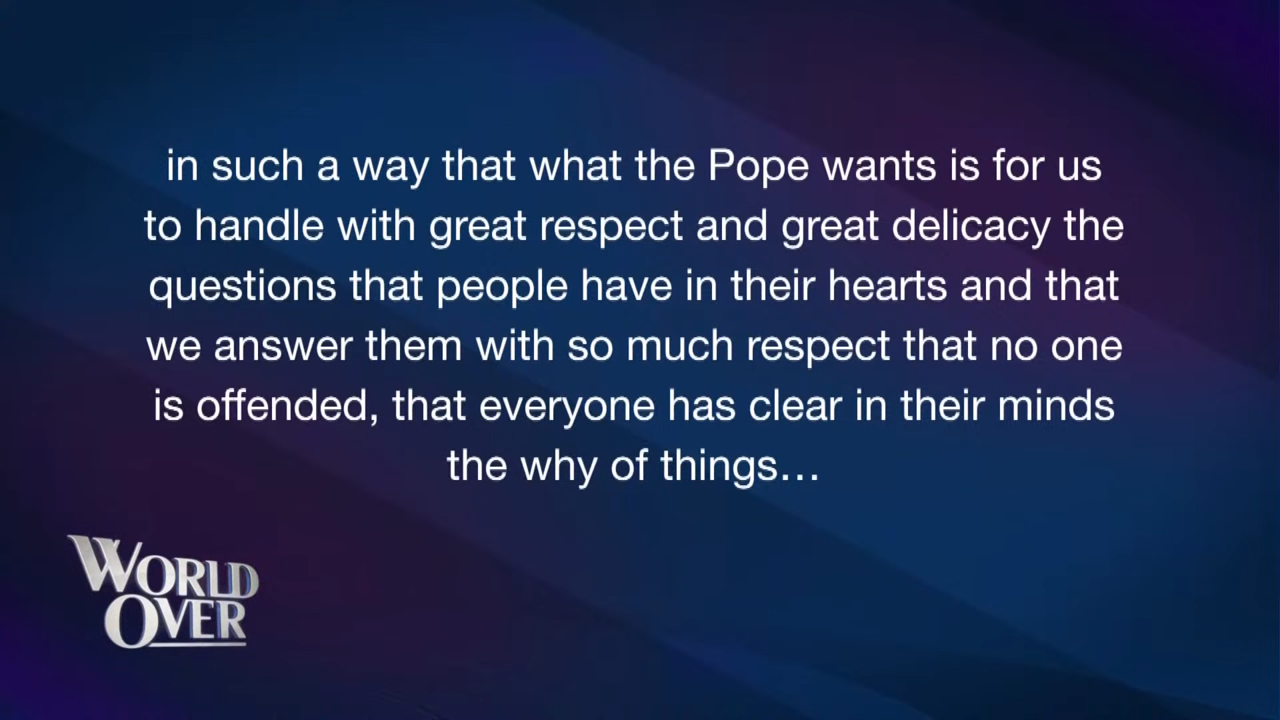 in such a way that what the Pope wants is for us
to handle with great respect and great delicacy the
questions that people have in their hearts and that
we answer them with so much respect that no one
is offended, that everyone has clear in their minds
the why of things…
WORLD
OVER